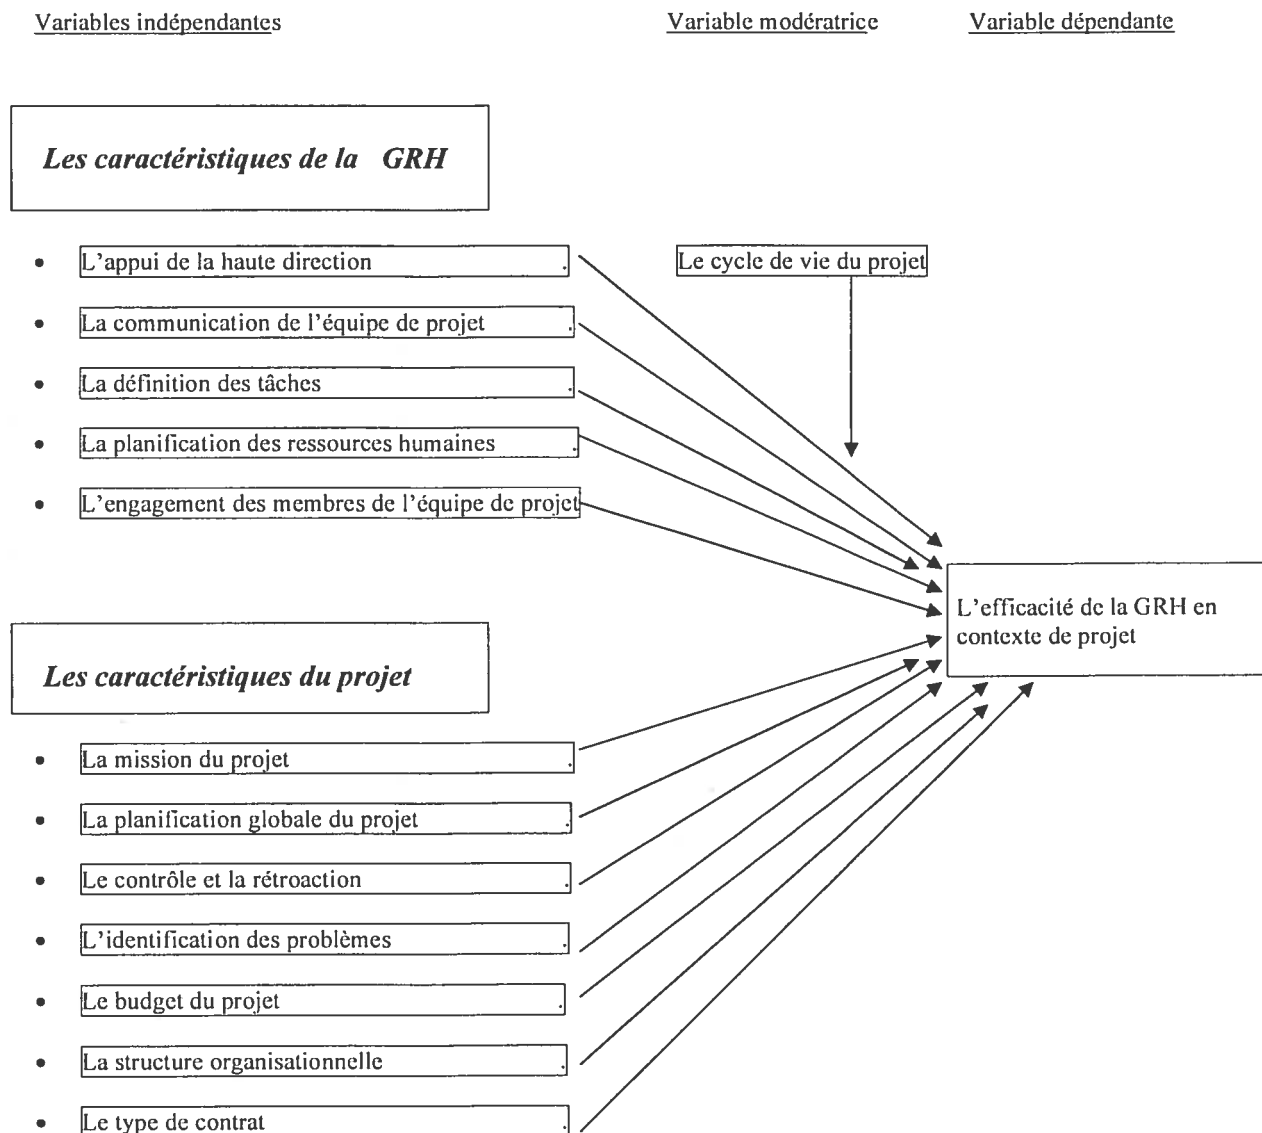 Variables indépendantes
Variable modératrice
Variable dépendante
Les caractéristiques de la GRH
• L'appui de la haute direction .
Le cycle de vie du projet
• La communication de l'équipe de projet .
• La définition des tâches .
• La planification des ressources humaines .
• L'engagement des membres de l'équipe de projet
L'efficacité de la GRH en
contexte de projet
Les caractéristiques du projet
• La mission du projet .
• La planification globale du projet .
• Le contrôle et la rétroaction .
• L'identification des problèmes .
• Le budget du projet .
• La structure organisationnelle .
• Le type de contrat .